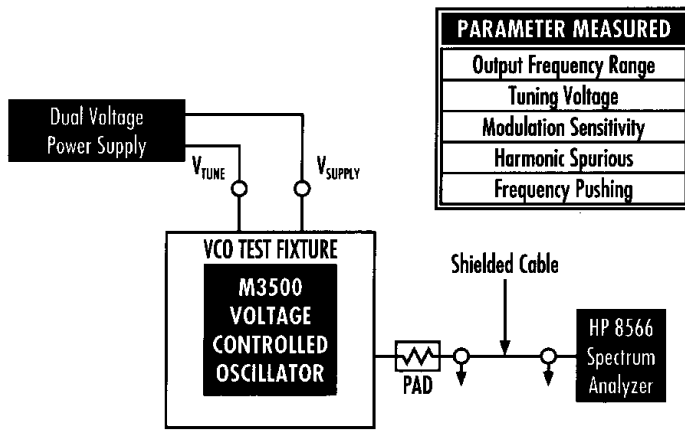 PARAMETER MEASURED
Output Frequency Range
Tuning Voltage
Modulation Sensitivity
Harmonic Spurious
Frequency Pushing
Dual Voltage
Power Supply
VTUNE
VSUPPLY
VCO TEST FIXTURE
M3500
VOLTAGE
CONTROLLED
OSCILLATOR
PAD
Shielded Cable
HP 8566
Spectrum
Analyzer